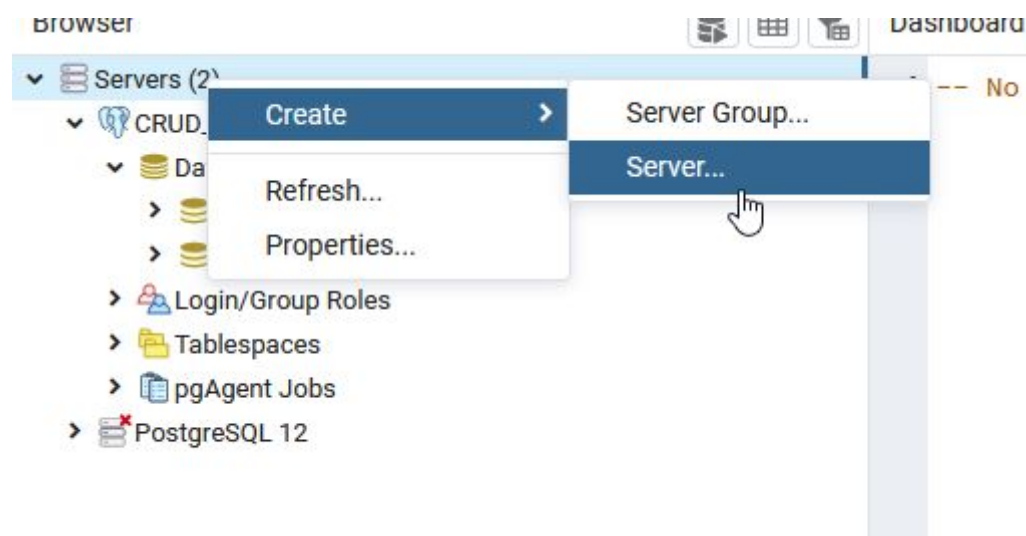 Browser
Dashboard
Servers (2)
-- No
Create
Server Group...
CRUD_
Server...
Da
Refresh...
Properties...
Login/Group Roles
Tablespaces
pgAgent Jobs
PostgreSQL 12